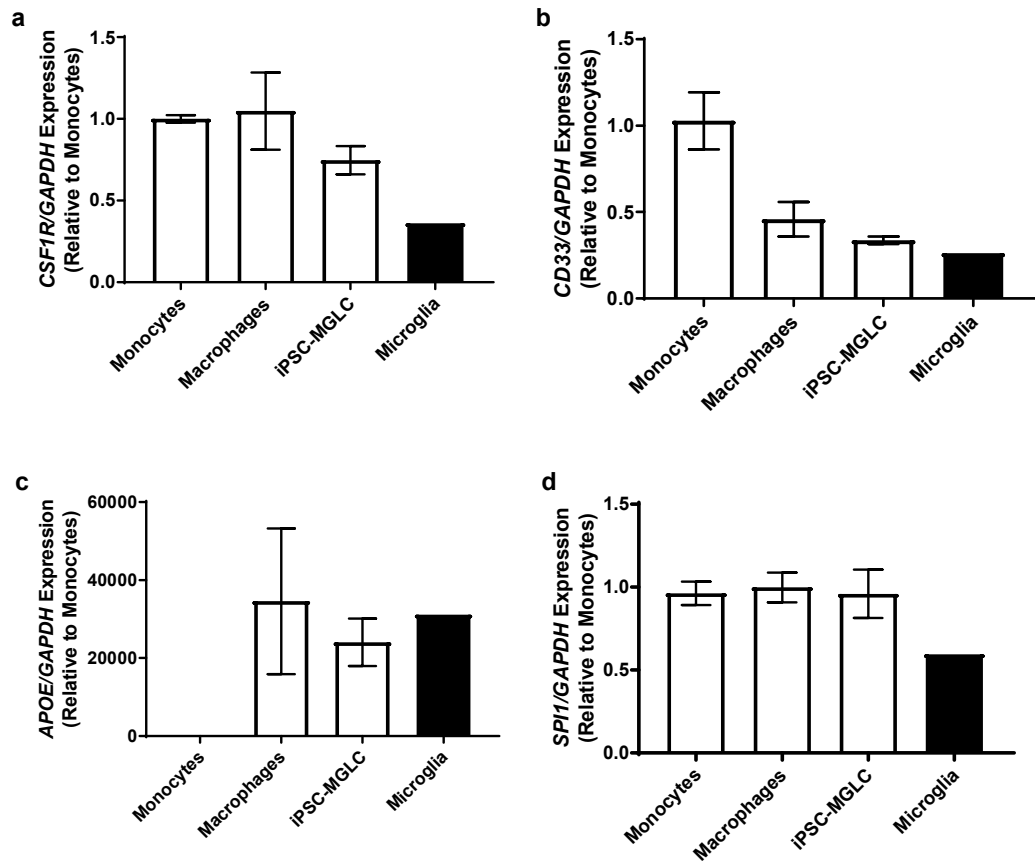 a
CSF1R/GAPDH Expression
(Relative to Monocytes)
1.5
1.0
0.5
0.0
Monocytes
Macrophages
iPSC-MGLC
Microglia
b
CD33/GAPDH Expression
(Relative to Monocytes)
1.5
1.0
0.5
0.0
Monocytes
Macrophages
iPSC-MGLC
Microglia
c
APOE/GAPDH Expression
(Relative to Monocytes)
60000
40000
20000
0
Monocytes
Macrophages
iPSC-MGLC
Microglia
d
SPI1/GAPDH Expression
(Relative to Monocytes)
1.5
1.0
0.5
0.0
Monocytes
Macrophages
iPSC-MGLC
Microglia